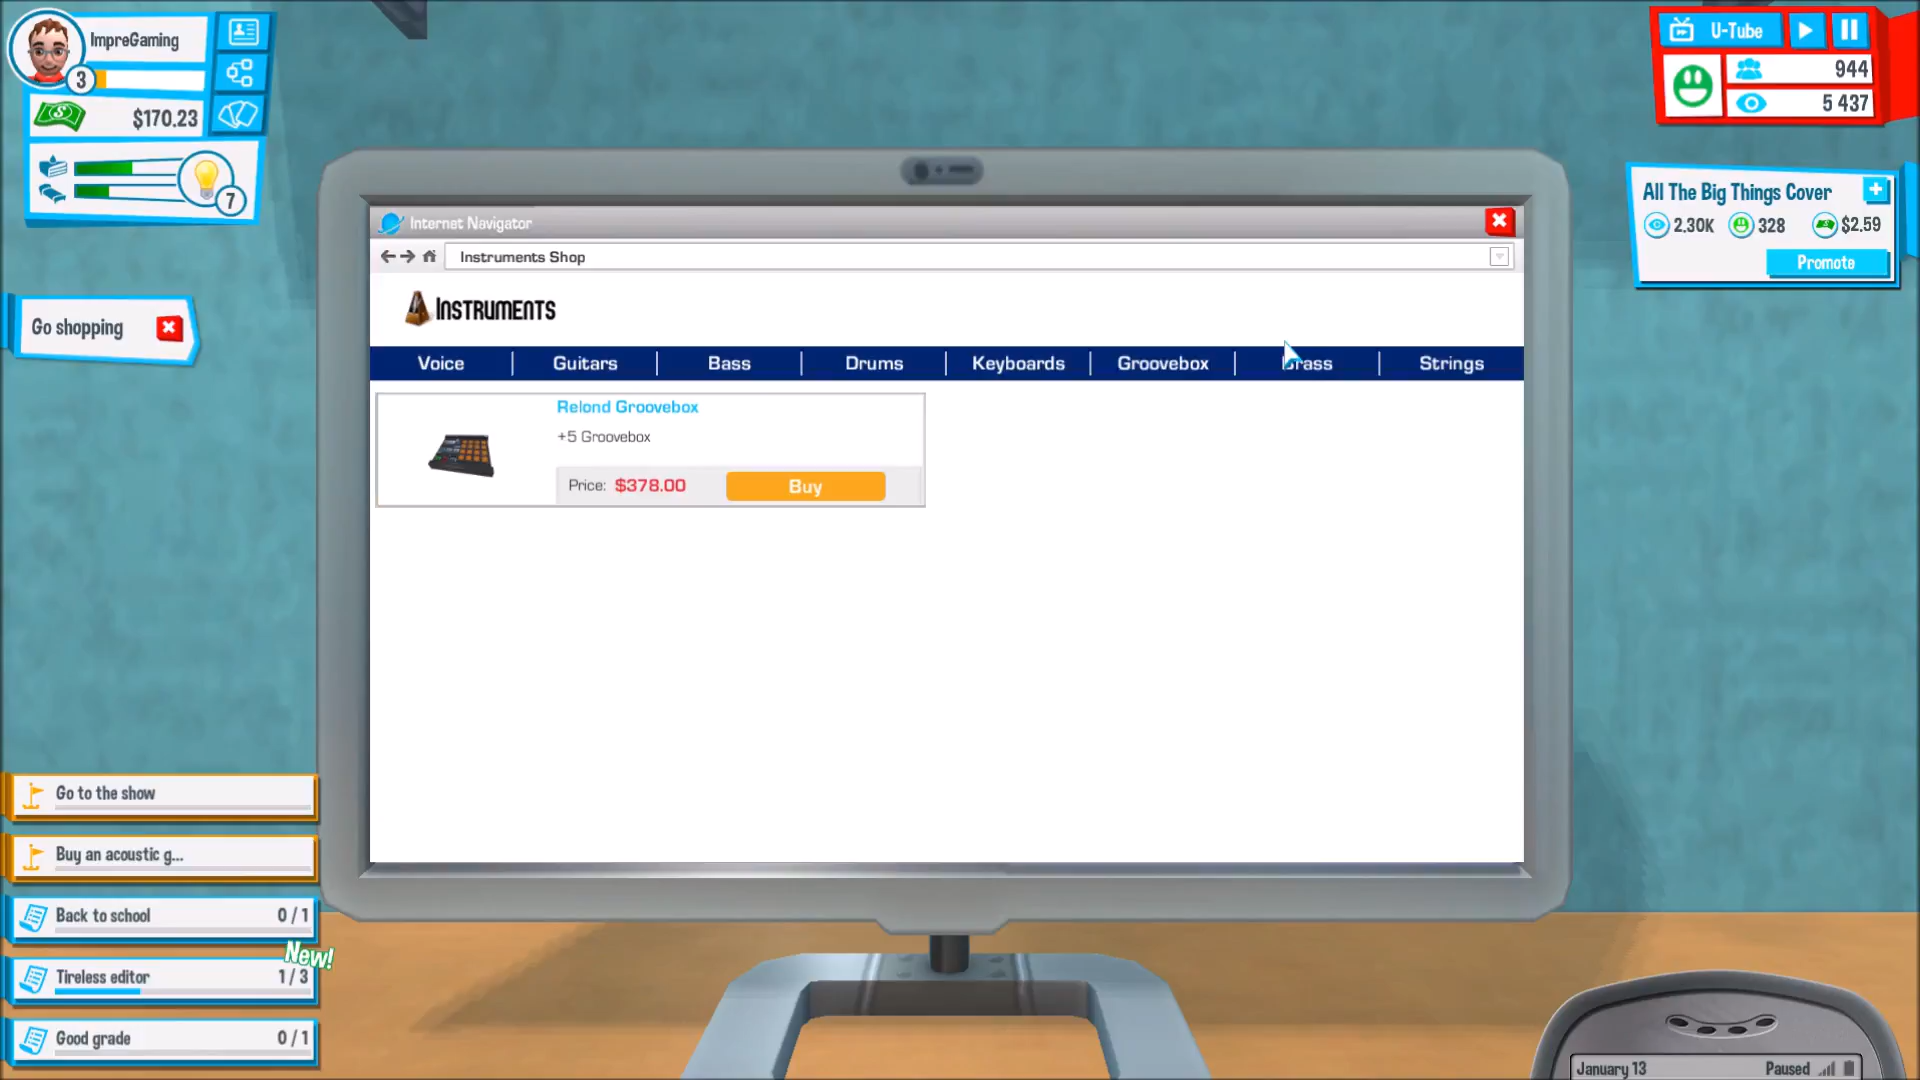 ImpreGaming
3
$170.23
7
Go shopping
U-Tube
944
5 437
All The Big Things Cover
2.30K 328 $2.59
Promote
Internet Navigator
Instruments Shop
INSTRUMENTS
Voice Guitars Bass Drums Keyboards Groovebox Brass Strings
Relond Groovebox
+5 Groovebox
Price: $378.00 Buy
Go to the show
Buy an acoustic g...
Back to school 0 / 1
New!
Tireless editor 1 / 3
Good grade 0 / 1
January 13 Paused